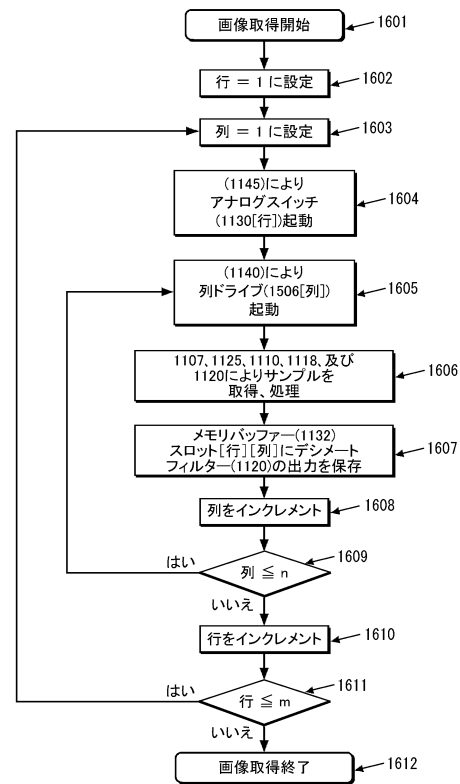 画像取得開始
1601
行 = 1 に設定
1602
列 = 1 に設定
1603
(1145)により
アナログスイッチ
(1130[行])起動
1604
(1140)により
列ドライブ(1506[列])
起動
1605
1107、1125、1110、1118、及び
1120によりサンプルを
取得、処理
1606
メモリバッファー(1132)
スロット[行][列]にデシメート
フィルター(1120)の出力を保存
1607
列をインクレメント
1608
1609
はい
列 ≦ n
いいえ
行をインクレメント
1610
はい
1611
行 ≦ m
いいえ
画像取得終了
1612